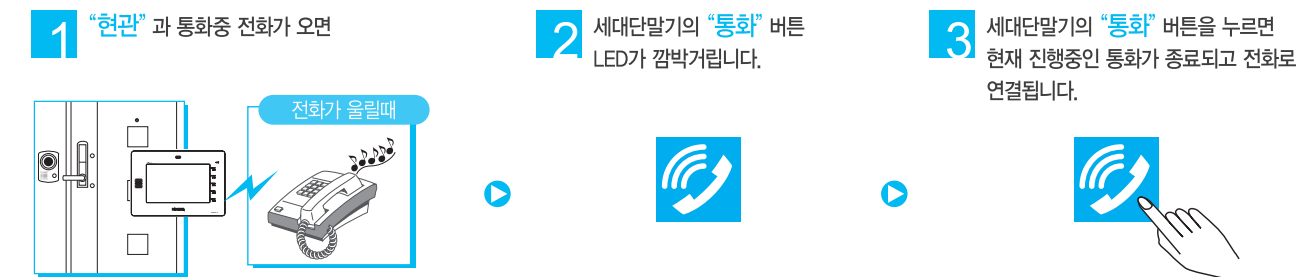 1 “현관” 과 통화중 전화가 오면
전화가 울릴때
2 세대단말기의 “통화” 버튼
LED가 깜박거립니다.
3 세대단말기의 “통화” 버튼을 누르면
현재 진행중인 통화가 종료되고 전화로
연결됩니다.